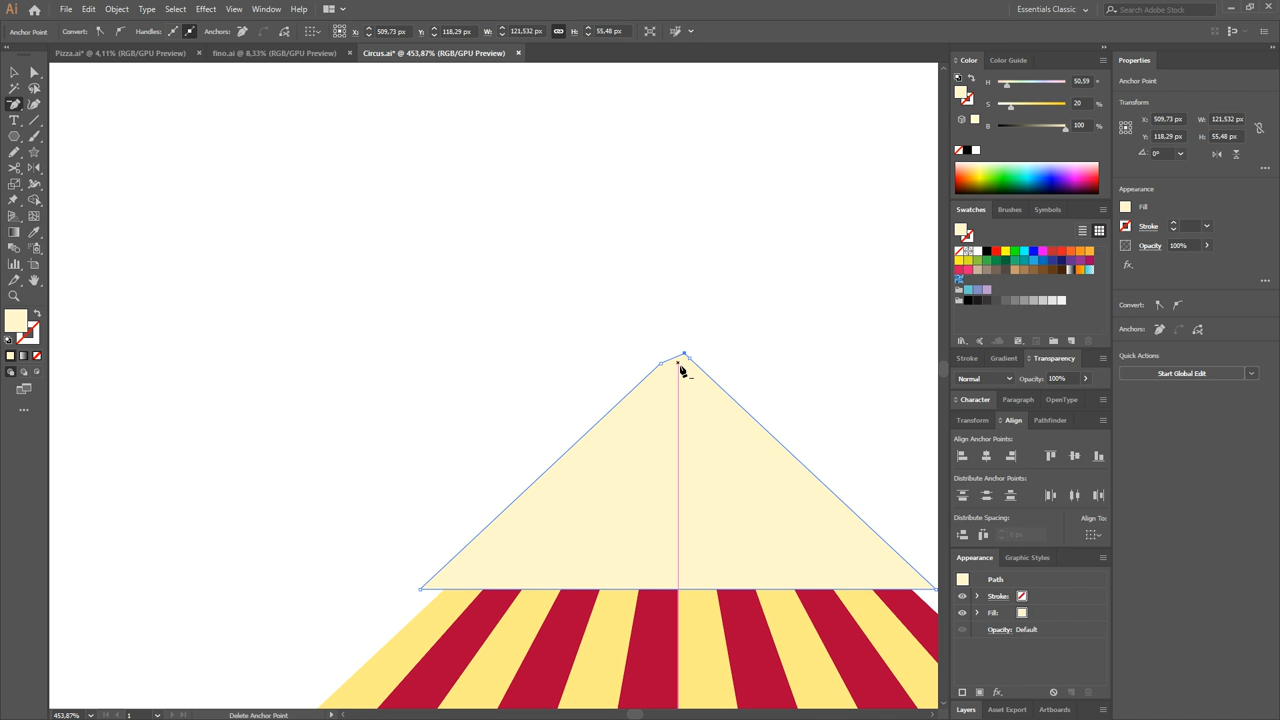 Ai File Edit Object Type Select Effect View Window Help Essentials Classic Search Adobe Stock
Anchor Point Convert: Handles: Anchors: X: 509,73 px Y: 118,29 px W: 121,532 px H: 55,48 px
Pizza.ai* @ 4,11% (RGB/GPU Preview) fino.ai @ 8,33% (RGB/GPU Preview) Circus.ai* @ 453,87% (RGB/GPU Preview)
Color Color Guide
H 50,59 °
S 20 %
B 100 %
Swatches Brushes Symbols
Stroke Gradient Transparency
Normal Opacity: 100%
Character Paragraph OpenType
Transform Align Pathfinder
Align Anchor Points:
Distribute Anchor Points:
Distribute Spacing: Align To:
0 px
Appearance Graphic Styles
Path
Stroke:
Fill:
Opacity: Default
Layers Asset Export Artboards
Properties
Anchor Point
Transform
X: 509,73 px W: 121,532 px
Y: 118,29 px H: 55,48 px
0°
Appearance
Fill
Stroke
Opacity 100%
fx
Convert:
Anchors:
Quick Actions
Start Global Edit
453,87% 1 Delete Anchor Point